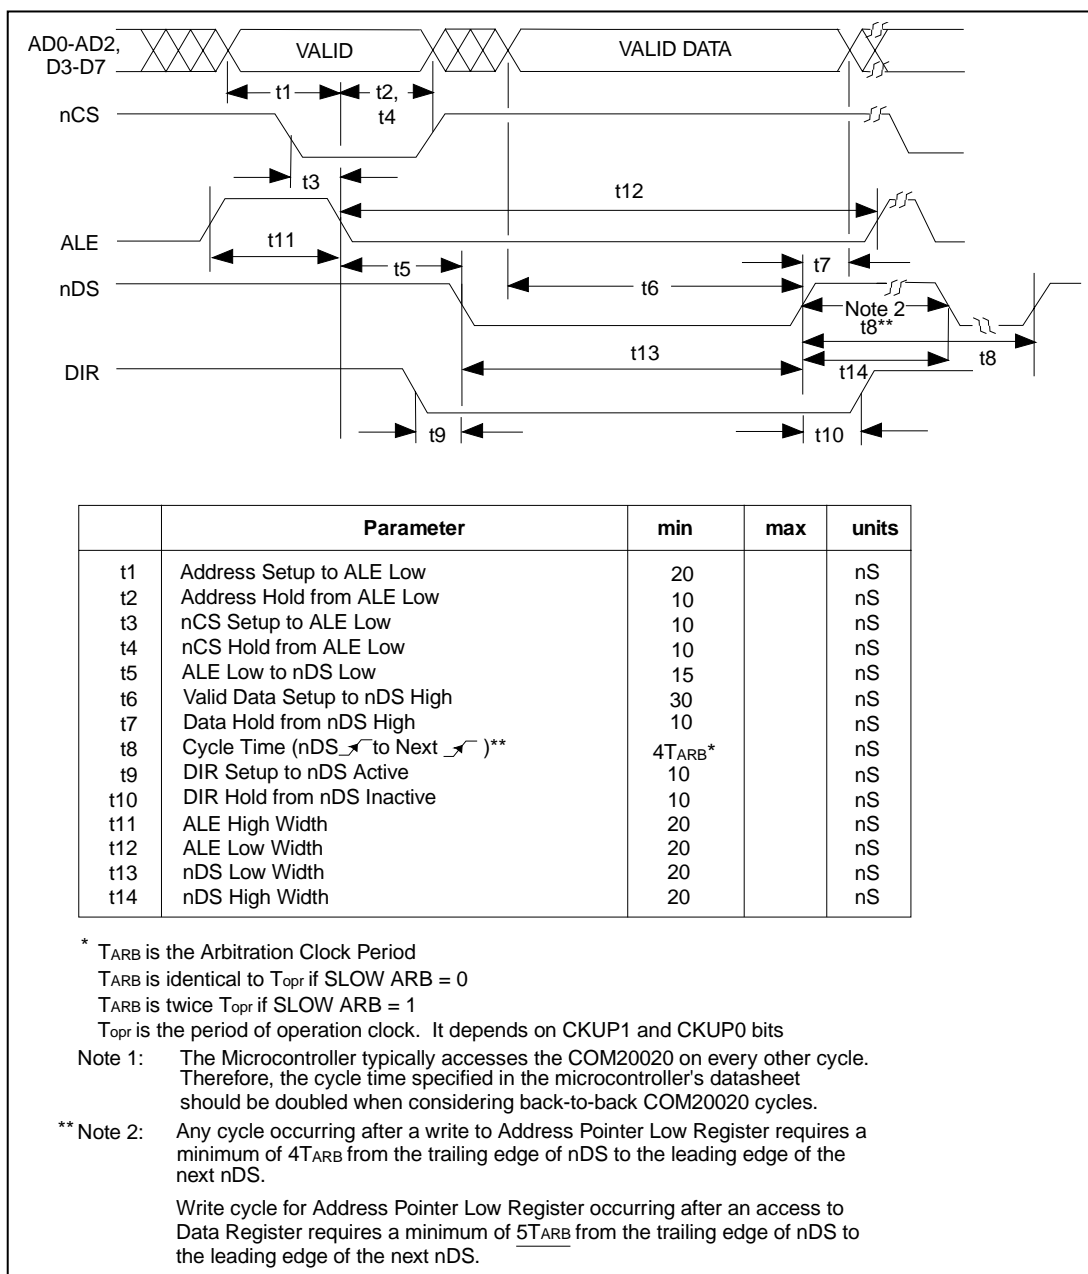 AD0-AD2,
D3-D7
VALID
VALID DATA
t1
t2,
t4
nCS
t3
t12
ALE
t11
t5
t7
nDS
t6
Note 2
t8**
t13
t8
t14
DIR
t9
t10
Parameter min max units
t1 Address Setup to ALE Low 20 nS
t2 Address Hold from ALE Low 10 nS
t3 nCS Setup to ALE Low 10 nS
t4 nCS Hold from ALE Low 10 nS
t5 ALE Low to nDS Low 15 nS
t6 Valid Data Setup to nDS High 30 nS
t7 Data Hold from nDS High 10 nS
t8 Cycle Time (nDS to Next )** 4TARB* nS
t9 DIR Setup to nDS Active 10 nS
t10 DIR Hold from nDS Inactive 10 nS
t11 ALE High Width 20 nS
t12 ALE Low Width 20 nS
t13 nDS Low Width 20 nS
t14 nDS High Width 20 nS
* TARB is the Arbitration Clock Period
TARB is identical to Topr if SLOW ARB = 0
TARB is twice Topr if SLOW ARB = 1
Topr is the period of operation clock. It depends on CKUP1 and CKUP0 bits
Note 1: The Microcontroller typically accesses the COM20020 on every other cycle.
Therefore, the cycle time specified in the microcontroller's datasheet
should be doubled when considering back-to-back COM20020 cycles.
** Note 2: Any cycle occurring after a write to Address Pointer Low Register requires a
minimum of 4TARB from the trailing edge of nDS to the leading edge of the
next nDS.
Write cycle for Address Pointer Low Register occurring after an access to
Data Register requires a minimum of 5TARB from the trailing edge of nDS to
the leading edge of the next nDS.